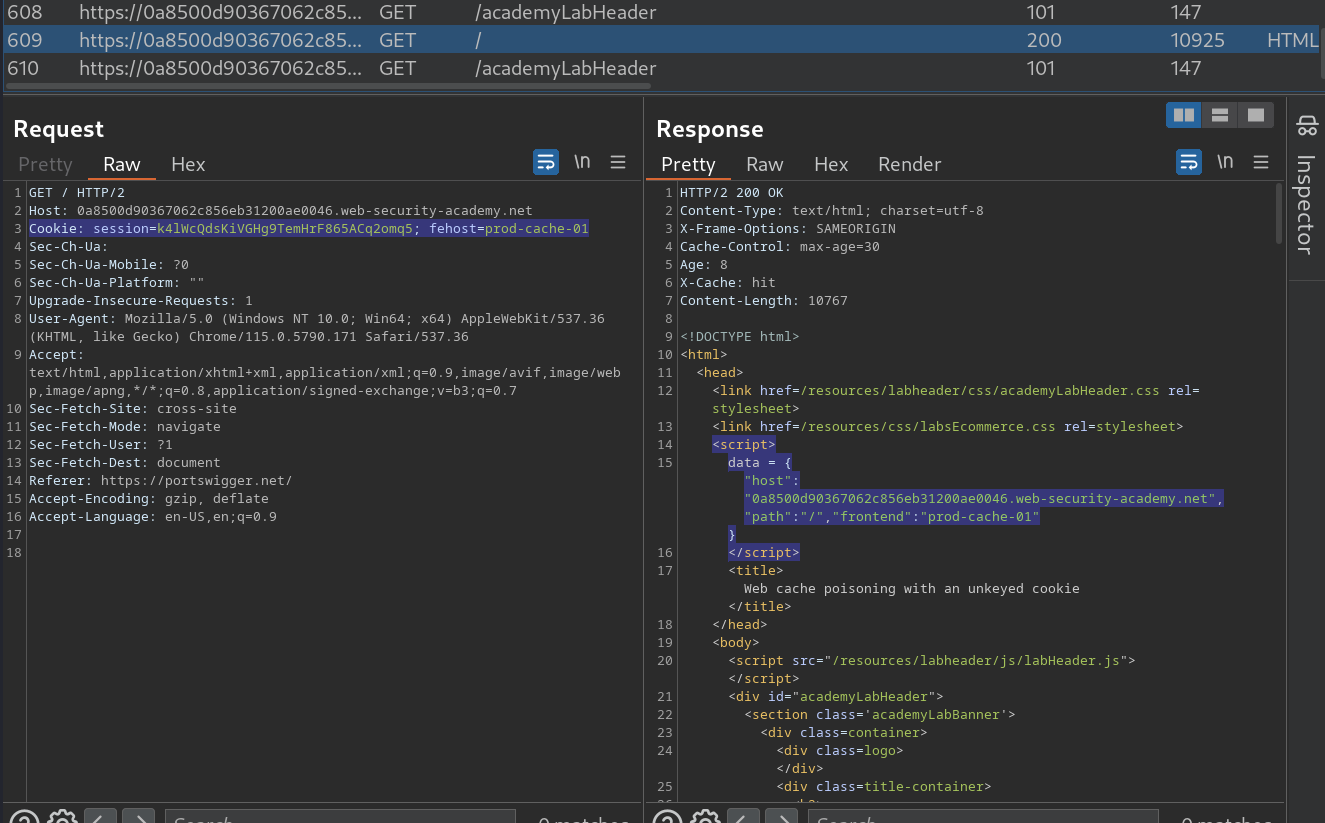 608 https://0a8500d90367062c85... GET /academyLabHeader 101 147
609 https://0a8500d90367062c85... GET / 200 10925 HTML
610 https://0a8500d90367062c85... GET /academyLabHeader 101 147
Request
Pretty Raw Hex \n
1 GET / HTTP/2
2 Host: 0a8500d90367062c856eb31200ae0046.web-security-academy.net
3 Cookie: session=k4lWcQdsKiVGHg9TemHrF865ACq2omq5; fehost=prod-cache-01
4 Sec-Ch-Ua:
5 Sec-Ch-Ua-Mobile: ?0
6 Sec-Ch-Ua-Platform: ""
7 Upgrade-Insecure-Requests: 1
8 User-Agent: Mozilla/5.0 (Windows NT 10.0; Win64; x64) AppleWebKit/537.36
(KHTML, like Gecko) Chrome/115.0.5790.171 Safari/537.36
9 Accept:
text/html,application/xhtml+xml,application/xml;q=0.9,image/avif,image/web
p,image/apng,*/*;q=0.8,application/signed-exchange;v=b3;q=0.7
10 Sec-Fetch-Site: cross-site
11 Sec-Fetch-Mode: navigate
12 Sec-Fetch-User: ?1
13 Sec-Fetch-Dest: document
14 Referer: https://portswigger.net/
15 Accept-Encoding: gzip, deflate
16 Accept-Language: en-US,en;q=0.9
17
18
Search... 0 matches
Response
Pretty Raw Hex Render \n
1 HTTP/2 200 OK
2 Content-Type: text/html; charset=utf-8
3 X-Frame-Options: SAMEORIGIN
4 Cache-Control: max-age=30
5 Age: 8
6 X-Cache: hit
7 Content-Length: 10767
8
9 <!DOCTYPE html>
10 <html>
11 <head>
12 <link href=/resources/labheader/css/academyLabHeader.css rel=
stylesheet>
13 <link href=/resources/css/labsEcommerce.css rel=stylesheet>
14 <script>
15 data = {
"host":
"0a8500d90367062c856eb31200ae0046.web-security-academy.net",
"path":"/","frontend":"prod-cache-01"
}
16 </script>
17 <title>
Web cache poisoning with an unkeyed cookie
</title>
18 </head>
19 <body>
20 <script src="/resources/labheader/js/labHeader.js">
</script>
21 <div id="academyLabHeader">
22 <section class='academyLabBanner'>
23 <div class=container>
24 <div class=logo>
</div>
25 <div class=title-container>
26 <h2>
Search... 0 matches
Inspector